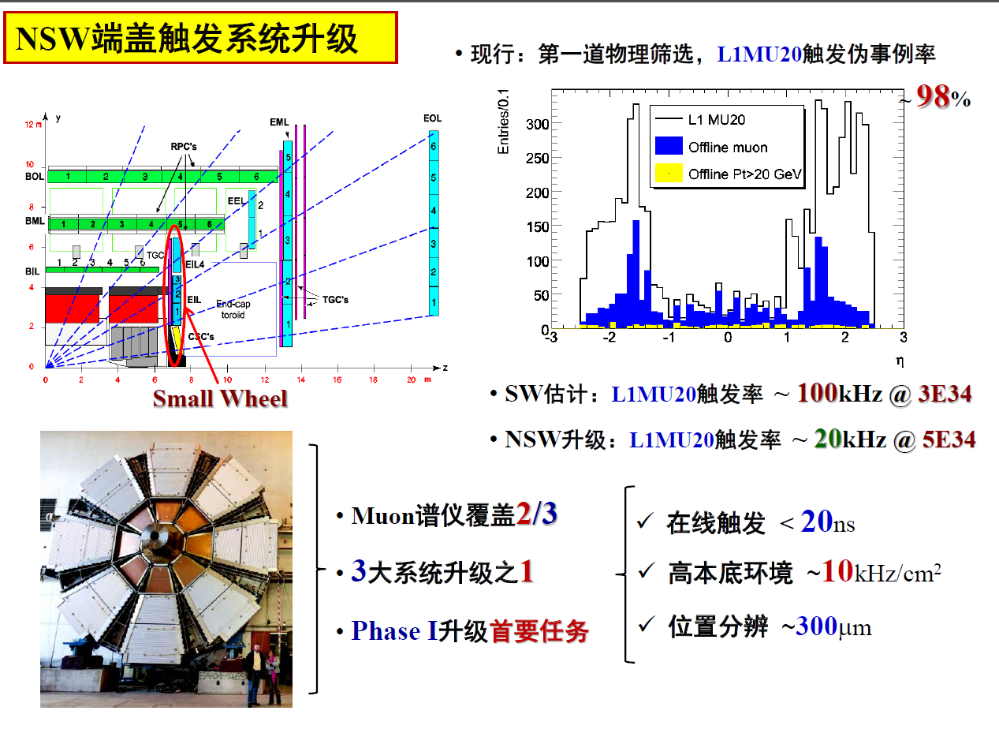 NSW端盖触发系统升级
• 现行：第一道物理筛选，L1MU20触发伪事例率
~ 98%
12 m
y
10
8
6
4
2
0
0 2 4 6 8 10 12 14 16 18 20 m
z
EML
EOL
RPC's
BOL
1 2 3 4 5 6
EEL
2
1
BML
1 2 3 4 5 6
TGC
1 2 3 4 5 6
BIL
EIL4
3
2
1
EIL
End-cap
toroid
CSC's
TGC's
5
4
3
2
1
6
5
4
3
2
1
Small Wheel
Entries/0.1
300
250
200
150
100
50
0
-3 -2 -1 0 1 2 3
η
L1 MU20
Offline muon
Offline Pt>20 GeV
• SW估计：L1MU20触发率 ~ 100kHz @ 3E34
• NSW升级：L1MU20触发率 ~ 20kHz @ 5E34
• Muon谱仪覆盖2/3
• 3大系统升级之1
• Phase I升级首要任务
✓ 在线触发 < 20ns
✓ 高本底环境 ~10kHz/cm²
✓ 位置分辨 ~300μm